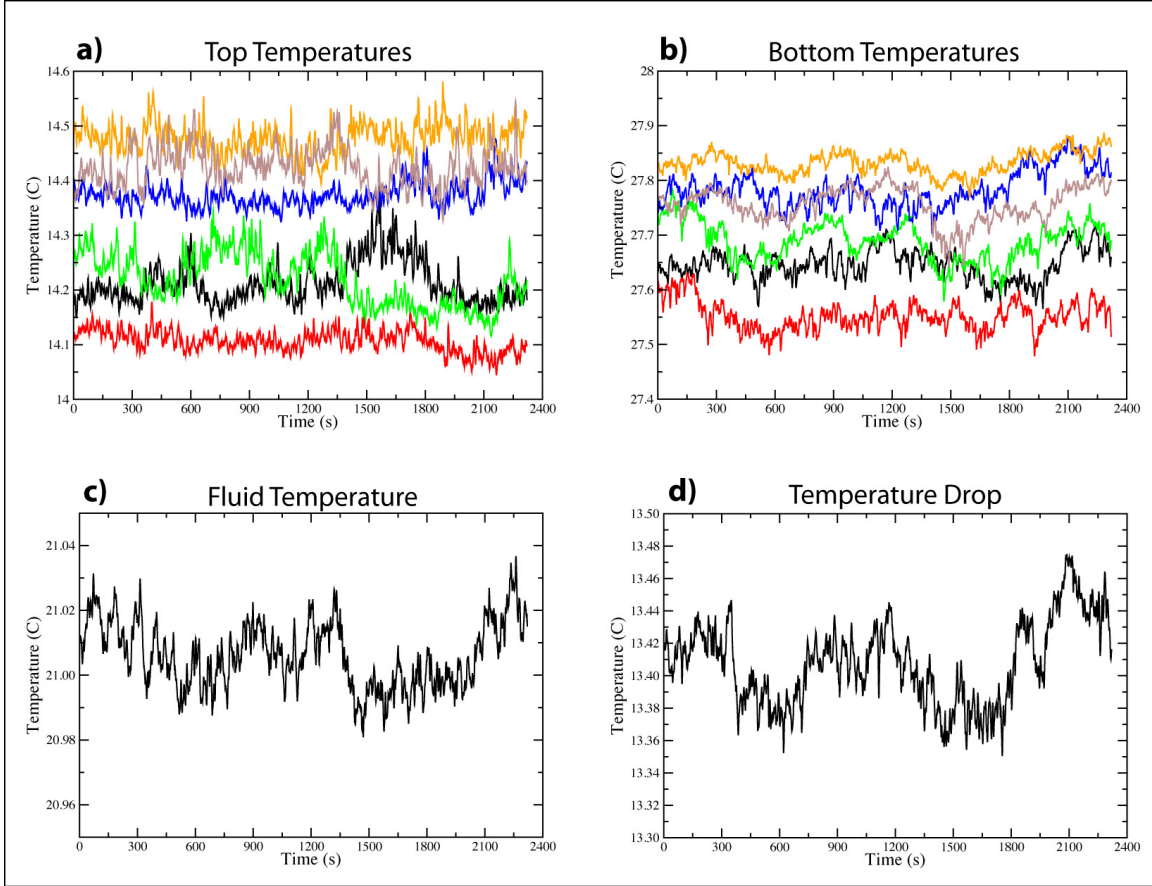 a) Top Temperatures
14.6
14.5
14.4
14.3
14.2
14.1
14
Temperature (C)
0 300 600 900 1200 1500 1800 2100 2400
Time (s)
b) Bottom Temperatures
28
27.9
27.8
27.7
27.6
27.5
27.4
Temperature (C)
0 300 600 900 1200 1500 1800 2100 2400
Time (s)
c) Fluid Temperature
21.04
21.02
21.00
20.98
20.96
Temperature (C)
0 300 600 900 1200 1500 1800 2100 2400
Time (s)
d) Temperature Drop
13.50
13.48
13.46
13.44
13.42
13.40
13.38
13.36
13.34
13.32
13.30
Temperature (C)
0 300 600 900 1200 1500 1800 2100 2400
Time (s)